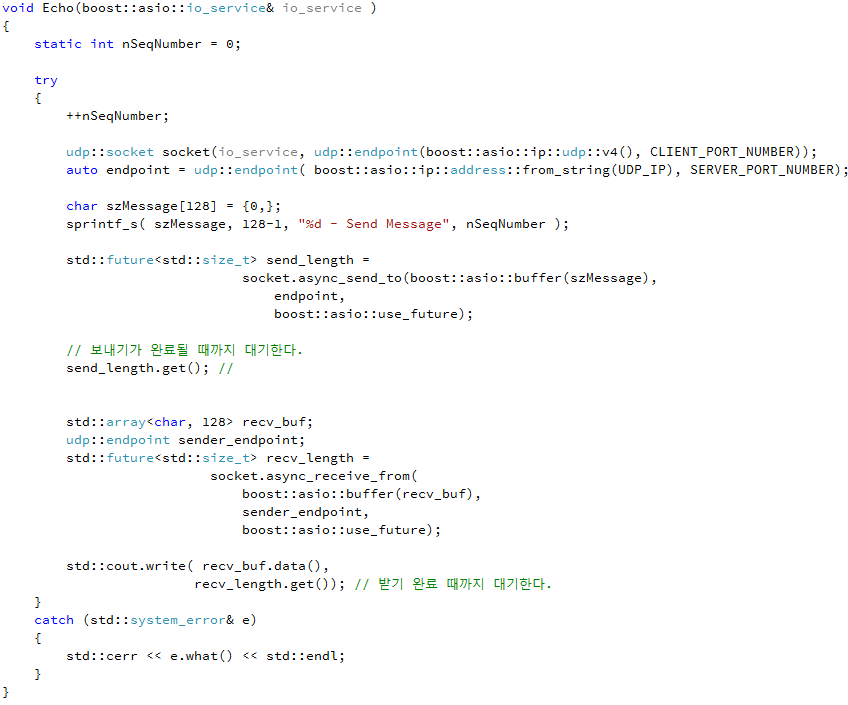 void Echo(boost::asio::io_service& io_service )
{
    static int nSeqNumber = 0;

    try
    {
        ++nSeqNumber;

        udp::socket socket(io_service, udp::endpoint(boost::asio::ip::udp::v4(), CLIENT_PORT_NUMBER));
        auto endpoint = udp::endpoint( boost::asio::ip::address::from_string(UDP_IP), SERVER_PORT_NUMBER);

        char szMessage[128] = {0,};
        sprintf_s( szMessage, 128-1, "%d - Send Message", nSeqNumber );

        std::future<std::size_t> send_length =
                              socket.async_send_to(boost::asio::buffer(szMessage),
                                  endpoint,
                                  boost::asio::use_future);

        // 보내기가 완료될 때까지 대기한다.
        send_length.get(); //


        std::array<char, 128> recv_buf;
        udp::endpoint sender_endpoint;
        std::future<std::size_t> recv_length =
                          socket.async_receive_from(
                              boost::asio::buffer(recv_buf),
                              sender_endpoint,
                              boost::asio::use_future);

        std::cout.write( recv_buf.data(),
                        recv_length.get()); // 받기 완료 때까지 대기한다.
    }
    catch (std::system_error& e)
    {
        std::cerr << e.what() << std::endl;
    }
}